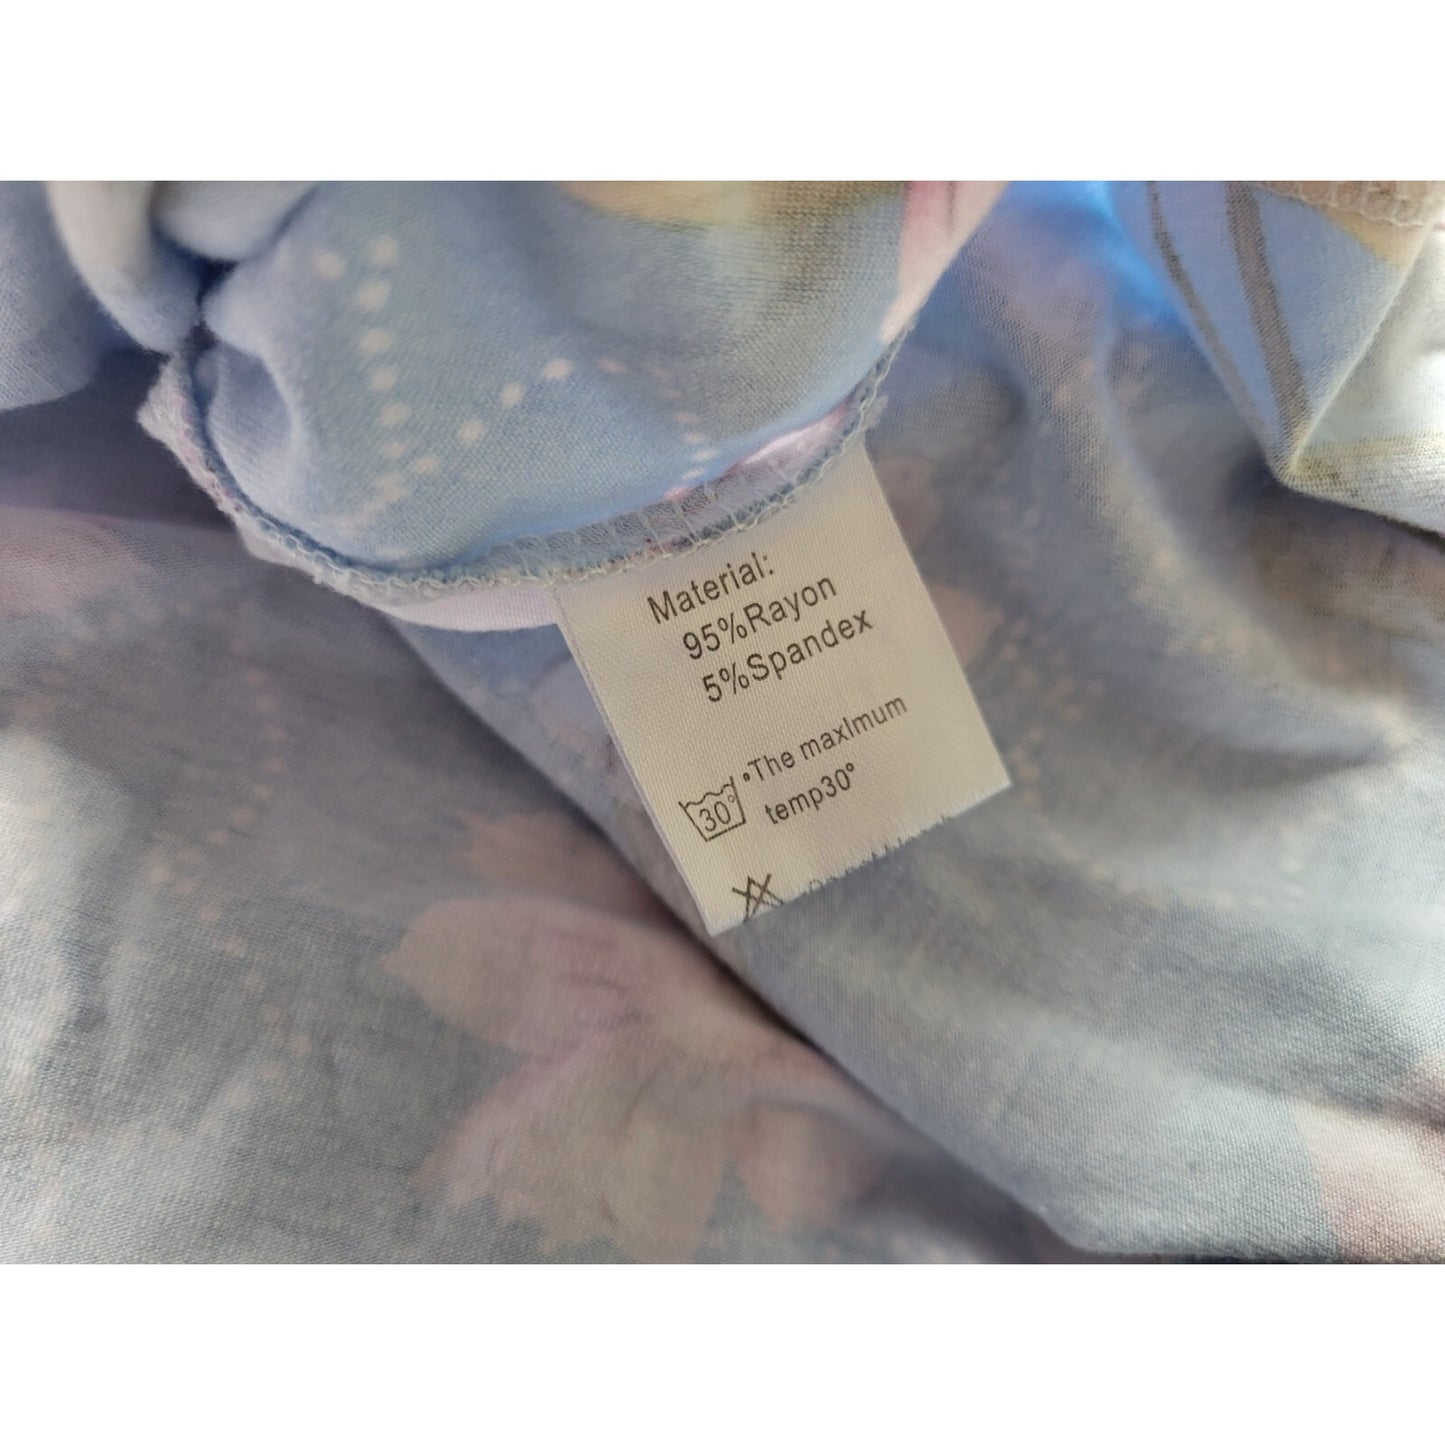 Material:
95%Rayon
5%Spandex
•The maxlmum
30°
temp30°